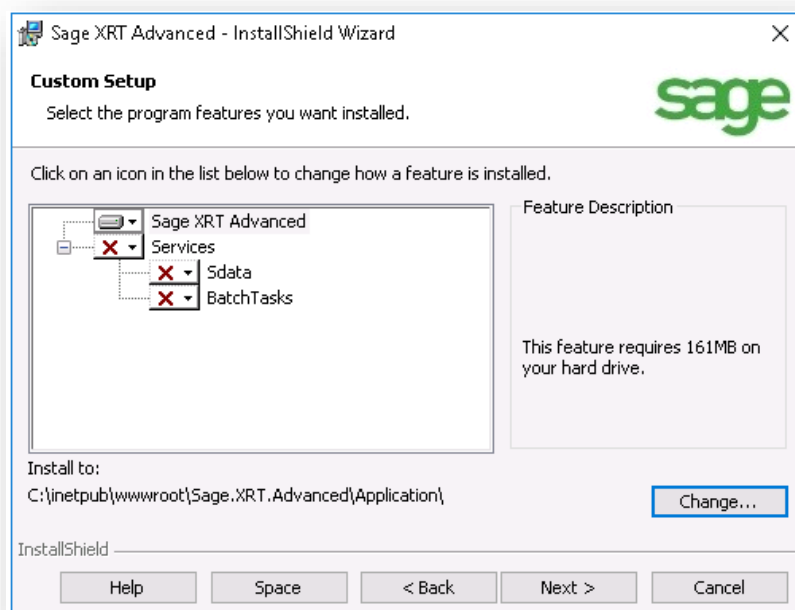 Sage XRT Advanced - InstallShield Wizard
Custom Setup
Select the program features you want installed.
sage
Click on an icon in the list below to change how a feature is installed.
Sage XRT Advanced
Services
Sdata
BatchTasks
Feature Description
This feature requires 161MB on
your hard drive.
Install to:
C:\inetpub\wwwroot\Sage.XRT.Advanced\Application\
Change...
InstallShield
Help
Space
< Back
Next >
Cancel